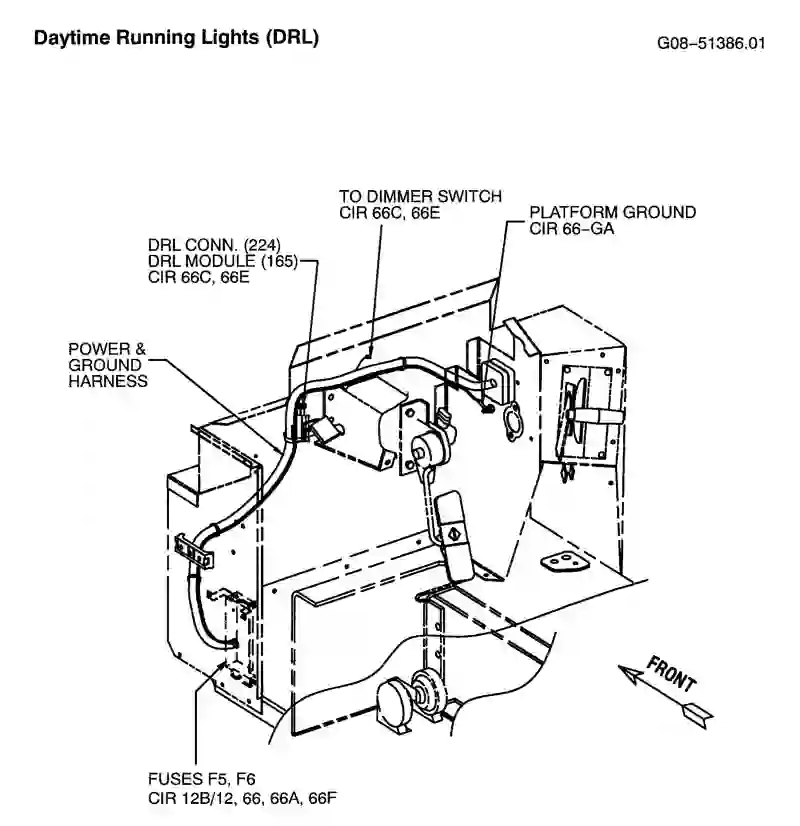 Daytime Running Lights (DRL)
G08-51386.01
TO DIMMER SWITCH
CIR 66C, 66E
PLATFORM GROUND
CIR 66-GA
DRL CONN. (224)
DRL MODULE (165)
CIR 66C, 66E
POWER &
GROUND
HARNESS
FRONT
FUSES F5, F6
CIR 12B/12, 66, 66A, 66F